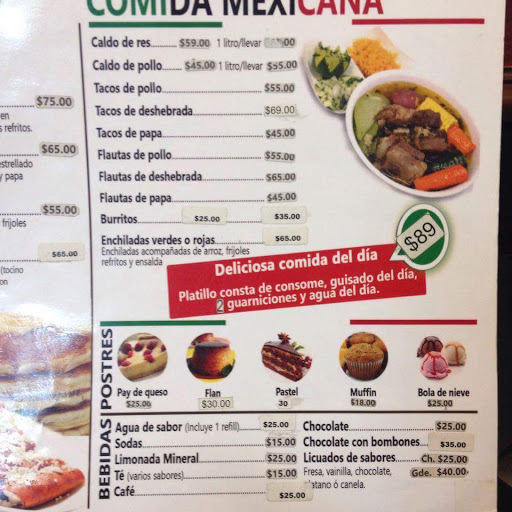 COMIDA MEXICANA
Caldo de res $59.00 1 litro/llevar
Caldo de pollo $45.00 1 litro/llevar $55.00
Tacos de pollo $55.00
Tacos de deshebrada $69.00
Tacos de papa $45.00
Flautas de pollo $55.00
Flautas de deshebrada $65.00
Flautas de papa $45.00
Burritos $25.00 $35.00
Enchiladas verdes o rojas $65.00
Enchiladas acompañadas de arroz, frijoles
refritos y ensalda
$75.00
en
s refritos.
$65.00
estrellado
y papa
$55.00
frijoles
$65.00
(tocino
on
$89
Deliciosa comida del día
Platillo consta de consome, guisado del día,
2 guarniciones y agua del día.
POSTRES
Pay de queso
$25.00
Flan
$30.00
Pastel
30
Muffin
$18.00
Bola de nieve
$25.00
BEBIDAS
Agua de sabor (Incluye 1 refill) $25.00
Sodas $15.00
Limonada Mineral $25.00
Té (varios sabores) $15.00
Café $25.00
Chocolate $25.00
Chocolate con bombones $35.00
Licuados de sabores Ch. $25.00
Fresa, vainilla, chocolate, Gde. $40.00
platano ó canela.